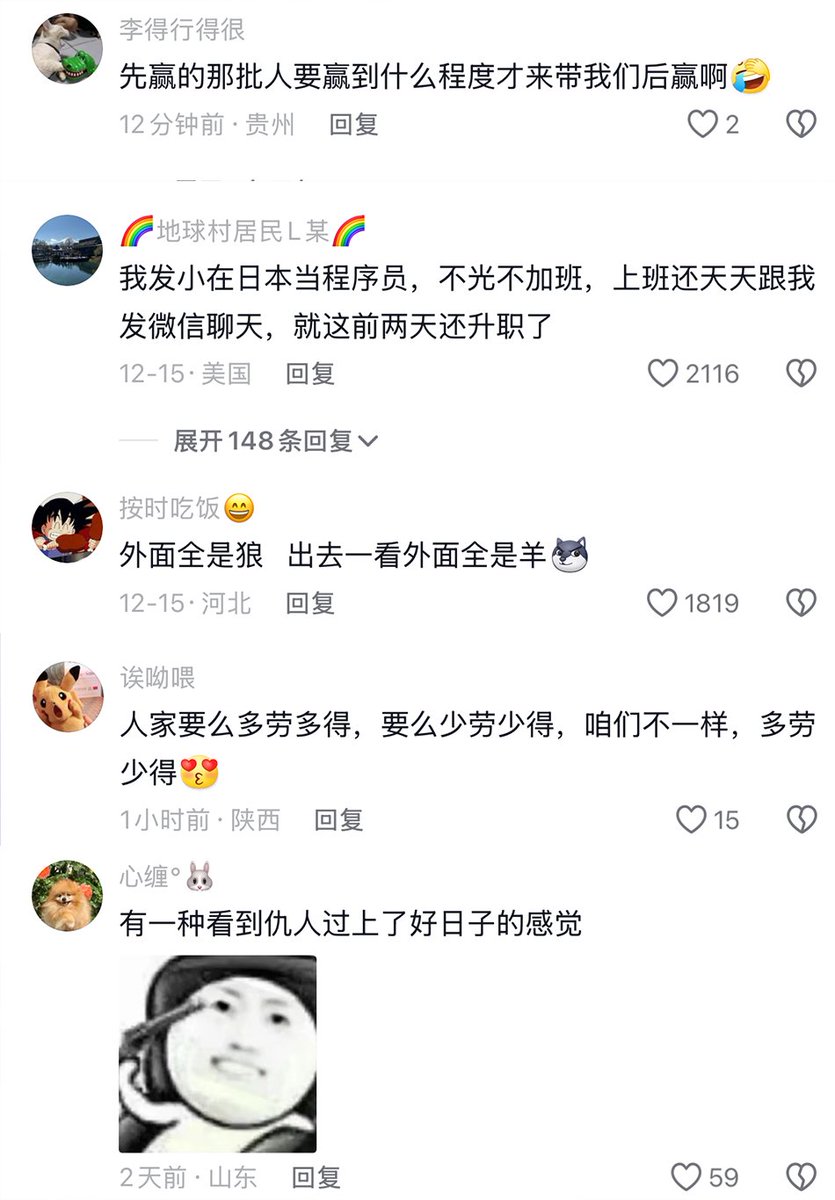 李得行得很
先赢的那批人要赢到什么程度才来带我们后赢啊🤣
12分钟前·贵州 回复 2
🌈地球村居民L某🌈
我发小在日本当程序员，不光不加班，上班还天天跟我
发微信聊天，就这前两天还升职了
12-15·美国 回复 2116
展开148条回复
按时吃饭😄
外面全是狼 出去一看外面全是羊🐺
12-15·河北 回复 1819
诶呦喂
人家要么多劳多得，要么少劳少得，咱们不一样，多劳
少得😍
1小时前·陕西 回复 15
心缠°🐰
有一种看到仇人过上了好日子的感觉
2天前·山东 回复 59